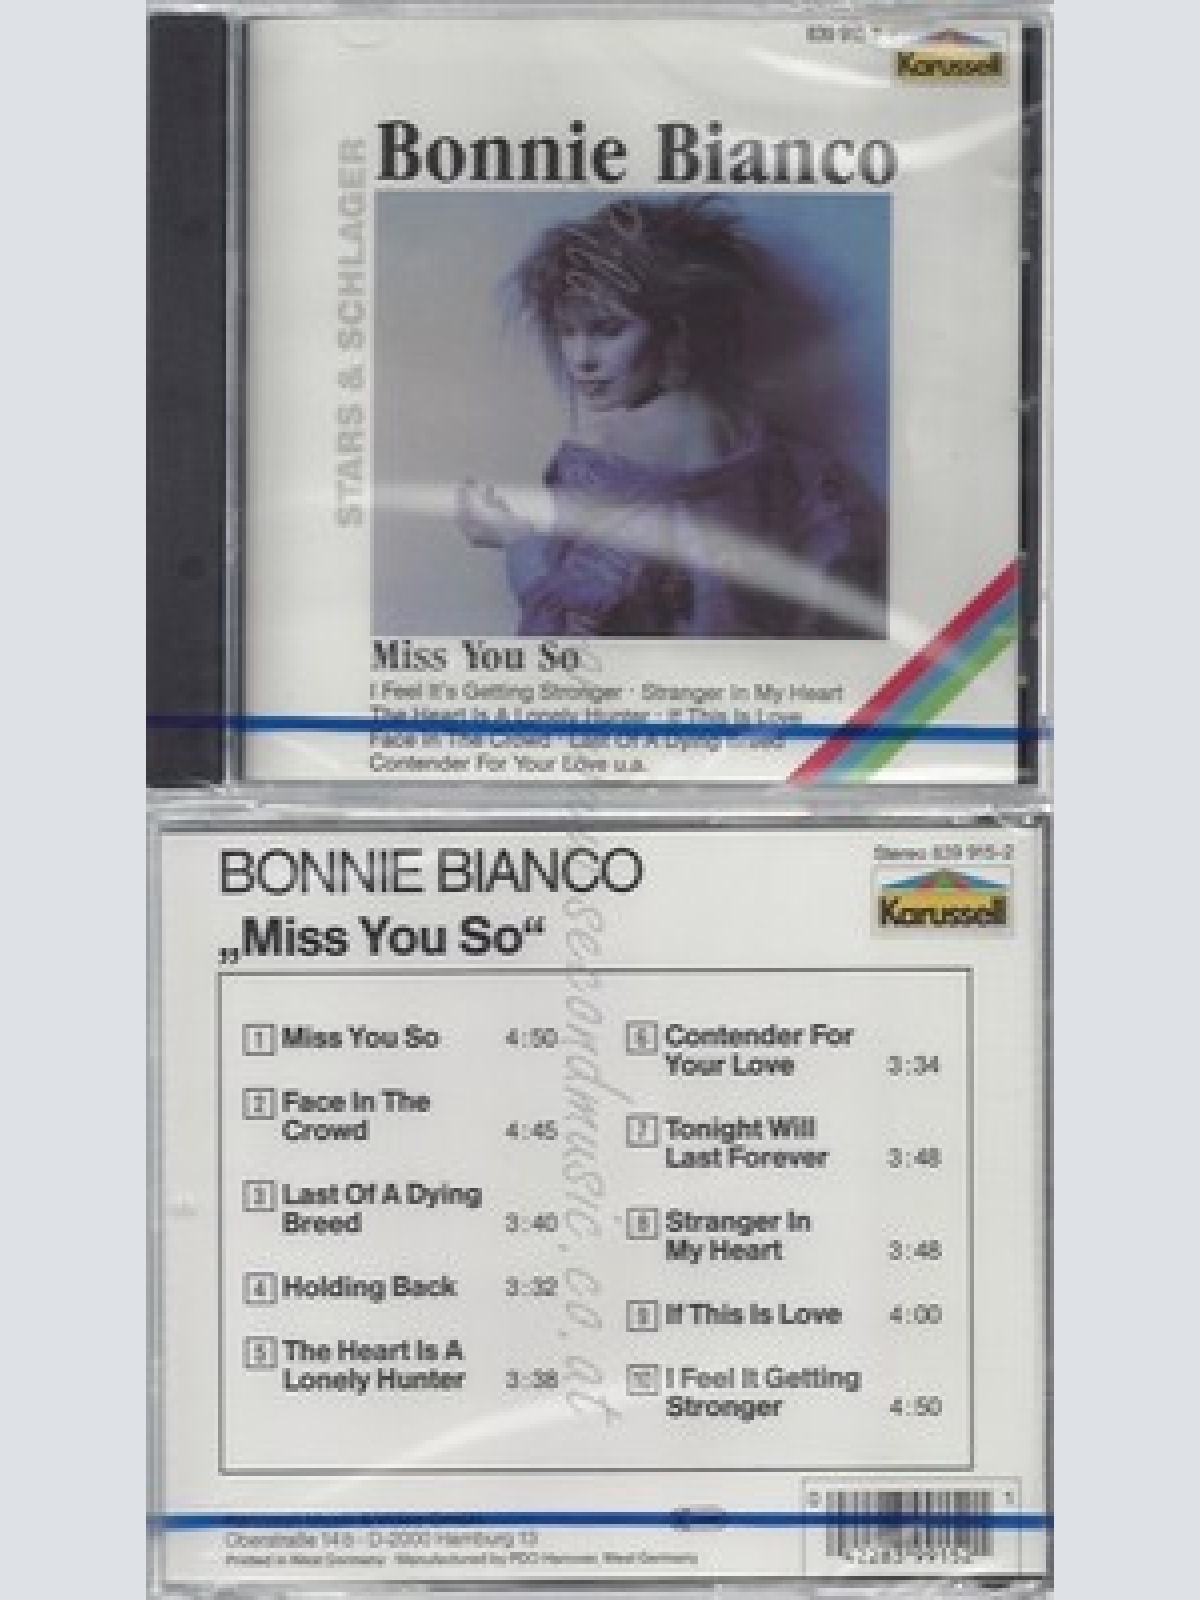 Karussell
Bonnie Bianco
STARS & SCHLAGER
Miss You So
I Feel It's Getting Stronger · Stranger In My Heart
The Heart Is A Lonely Hunter · If This Is Love
Face In The Crowd · Last Of A Dying Breed
Contender For Your Love u.a.
Stereo 839 915-2
Karussell
BONNIE BIANCO
„Miss You So“
1 Miss You So 4:50
2 Face In The
Crowd 4:45
3 Last Of A Dying
Breed 3:40
4 Holding Back 3:32
5 The Heart Is A
Lonely Hunter 3:38
6 Contender For
Your Love 3:34
7 Tonight Will
Last Forever 3:48
8 Stranger In
My Heart 3:48
9 If This Is Love 4:00
10 I Feel It Getting
Stronger 4:50
secondmusic.co.at
D-2000 Hamburg 13
Printed in West Germany · Manufactured by PDO Hanover, West Germany